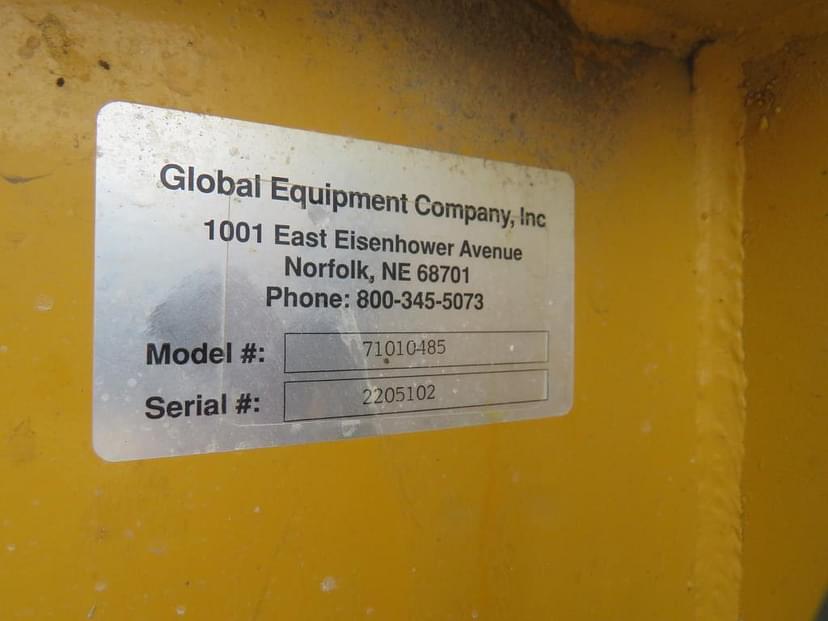 Global Equipment Company, Inc
1001 East Eisenhower Avenue
Norfolk, NE 68701
Phone: 800-345-5073
Model #: 71010485
Serial #: 2205102